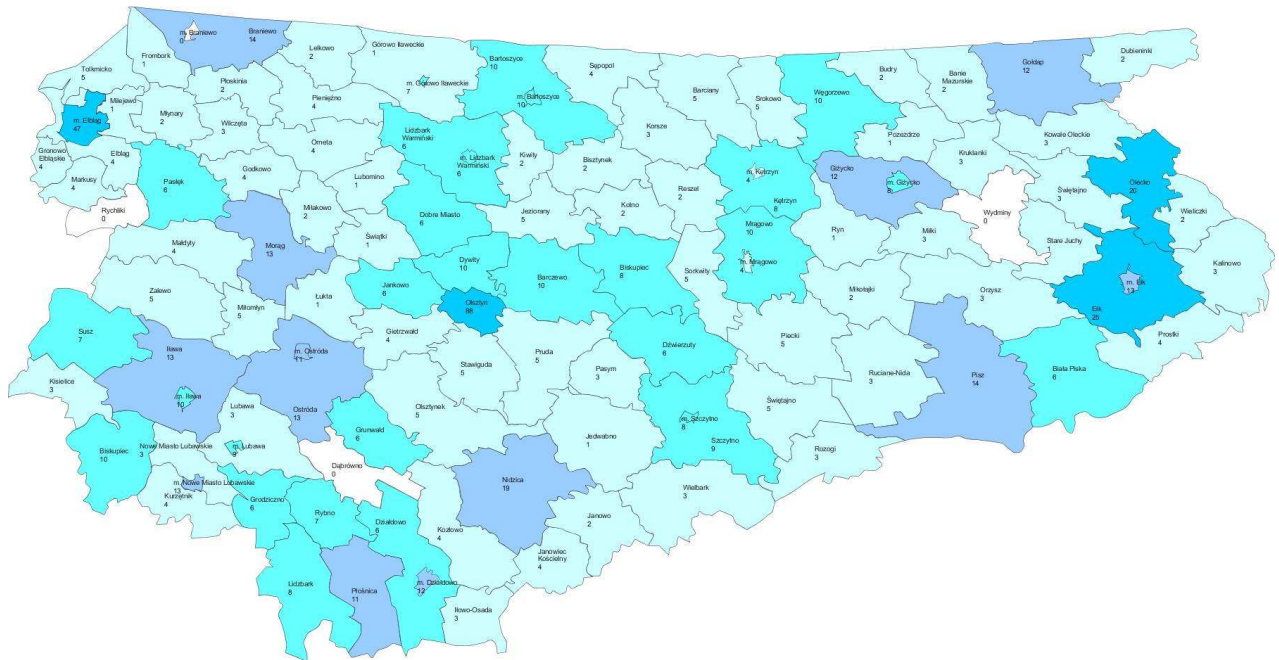 m. Braniewo
0
Braniewo
14
Lelkowo
2
Górowo Iławeckie
1
Bartoszyce
10
Sępopol
4
Frombork
1
Tolkmicko
5
Płoskinia
2
m. Górowo Iławeckie
7
m. Bartoszyce
10
Barciany
5
Srokowo
5
Węgorzewo
10
Budry
2
Banie
Mazurskie
2
Gołdap
12
Dubieninki
2
Milejewo
1
m. Elbląg
47
Młynary
2
Wilczęta
3
Pieniężno
4
Orneta
4
Lidzbark
Warmiński
6
m. Lidzbark
Warmiński
6
Kiwity
2
Bisztynek
2
Korsze
3
Pozezdrze
1
Kruklanki
3
Kowale Oleckie
3
Gronowo
Elbląskie
4
Elbląg
4
Markusy
4
Pasłęk
6
Godkowo
4
Lubomino
1
Reszel
2
m. Kętrzyn
4
Kętrzyn
8
Giżycko
12
m. Giżycko
8
Świętajno
3
Olecko
20
Rychliki
0
Miłakowo
2
Dobre Miasto
6
Jeziorany
5
Kolno
2
Mrągowo
10
Wydminy
0
Wieliczki
2
Małdyty
4
Morąg
13
Świątki
1
Ryn
1
Miłki
3
Stare Juchy
1
Kalinowo
3
Dywity
10
Barczewo
10
Biskupiec
8
Sorkwity
3
m. Mrągowo
4
Zalewo
5
Miłomłyn
5
Łukta
1
Jankowo
6
Olsztyn
88
Mikołajki
2
Orzysz
3
m. Ełk
13
Ełk
25
Susz
7
Iława
13
m. Ostróda
11
Gietrzwałd
4
Stawiguda
5
Pruda
5
Pasym
3
Dźwierzuty
6
Piecki
5
Ruciane-Nida
3
Pisz
14
Biała Piska
6
Prostki
4
Kisielice
3
m. Iława
10
Lubawa
3
Ostróda
13
Grunwald
6
Olsztynek
5
Jedwabno
1
m. Szczytno
8
Szczytno
9
Świętajno
5
Rozogi
3
Biskupiec
10
Nowe Miasto Lubawskie
3
m. Lubawa
9
Dąbrówno
0
m. Nowe Miasto Lubawskie
13
Kurzętnik
4
Grodziczno
6
Rybno
7
Działdowo
6
Nidzica
19
Wielbark
3
Kozłowo
4
Janowo
2
Janowiec
Kościelny
4
Lidzbark
8
Płośnica
11
m. Działdowo
12
Iłowo-Osada
3